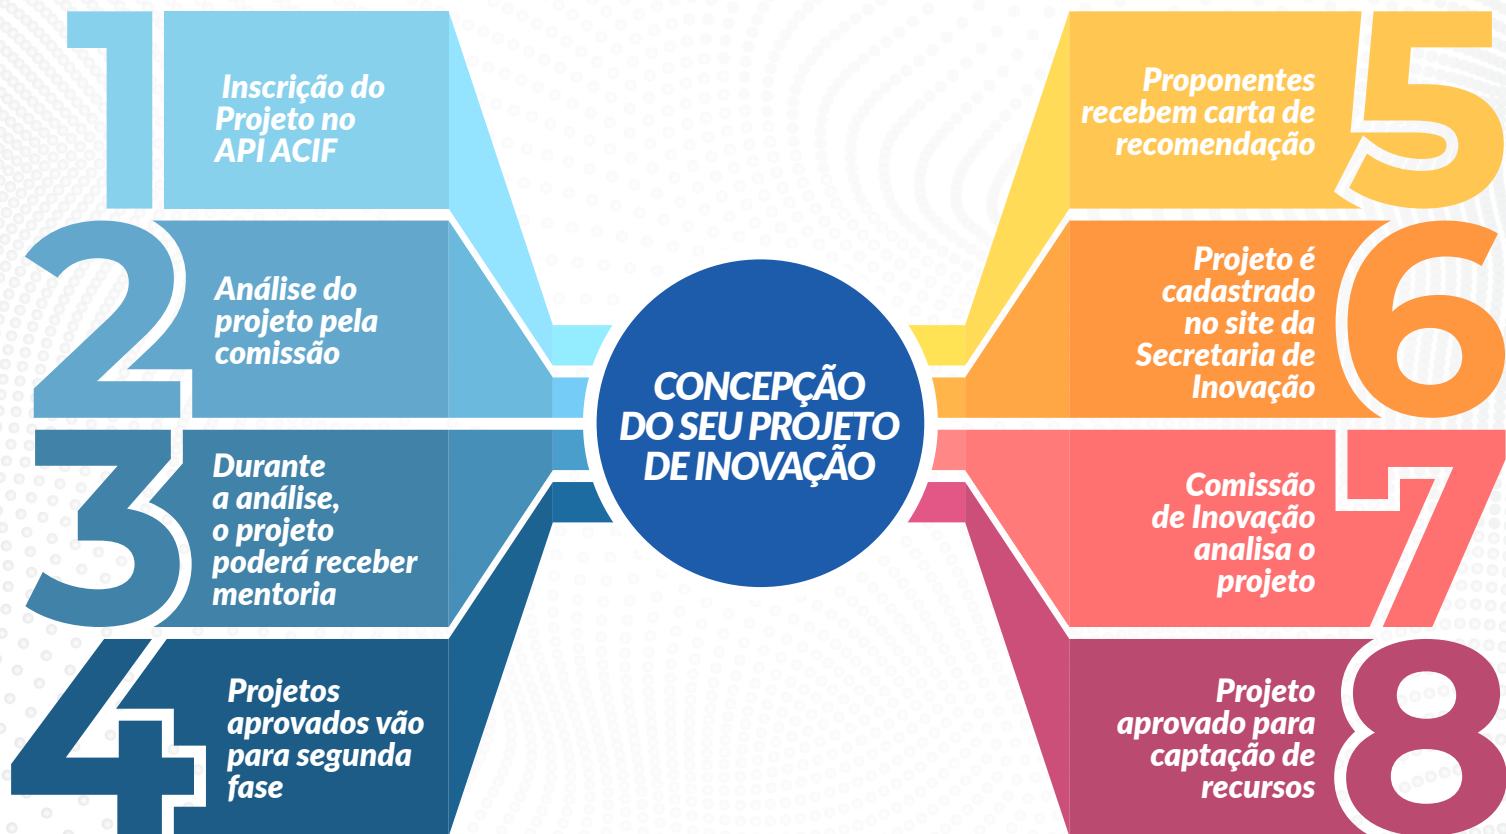 1
Inscrição do
Projeto no
API ACIF
2
Análise do
projeto pela
comissão
3
Durante
a análise,
o projeto
poderá receber
mentoria
4
Projetos
aprovados vão
para segunda
fase
CONCEPÇÃO
DO SEU PROJETO
DE INOVAÇÃO
5
Proponentes
recebem carta de
recomendação
6
Projeto é
cadastrado
no site da
Secretaria de
Inovação
7
Comissão
de Inovação
analisa o
projeto
8
Projeto
aprovado para
captação de
recursos